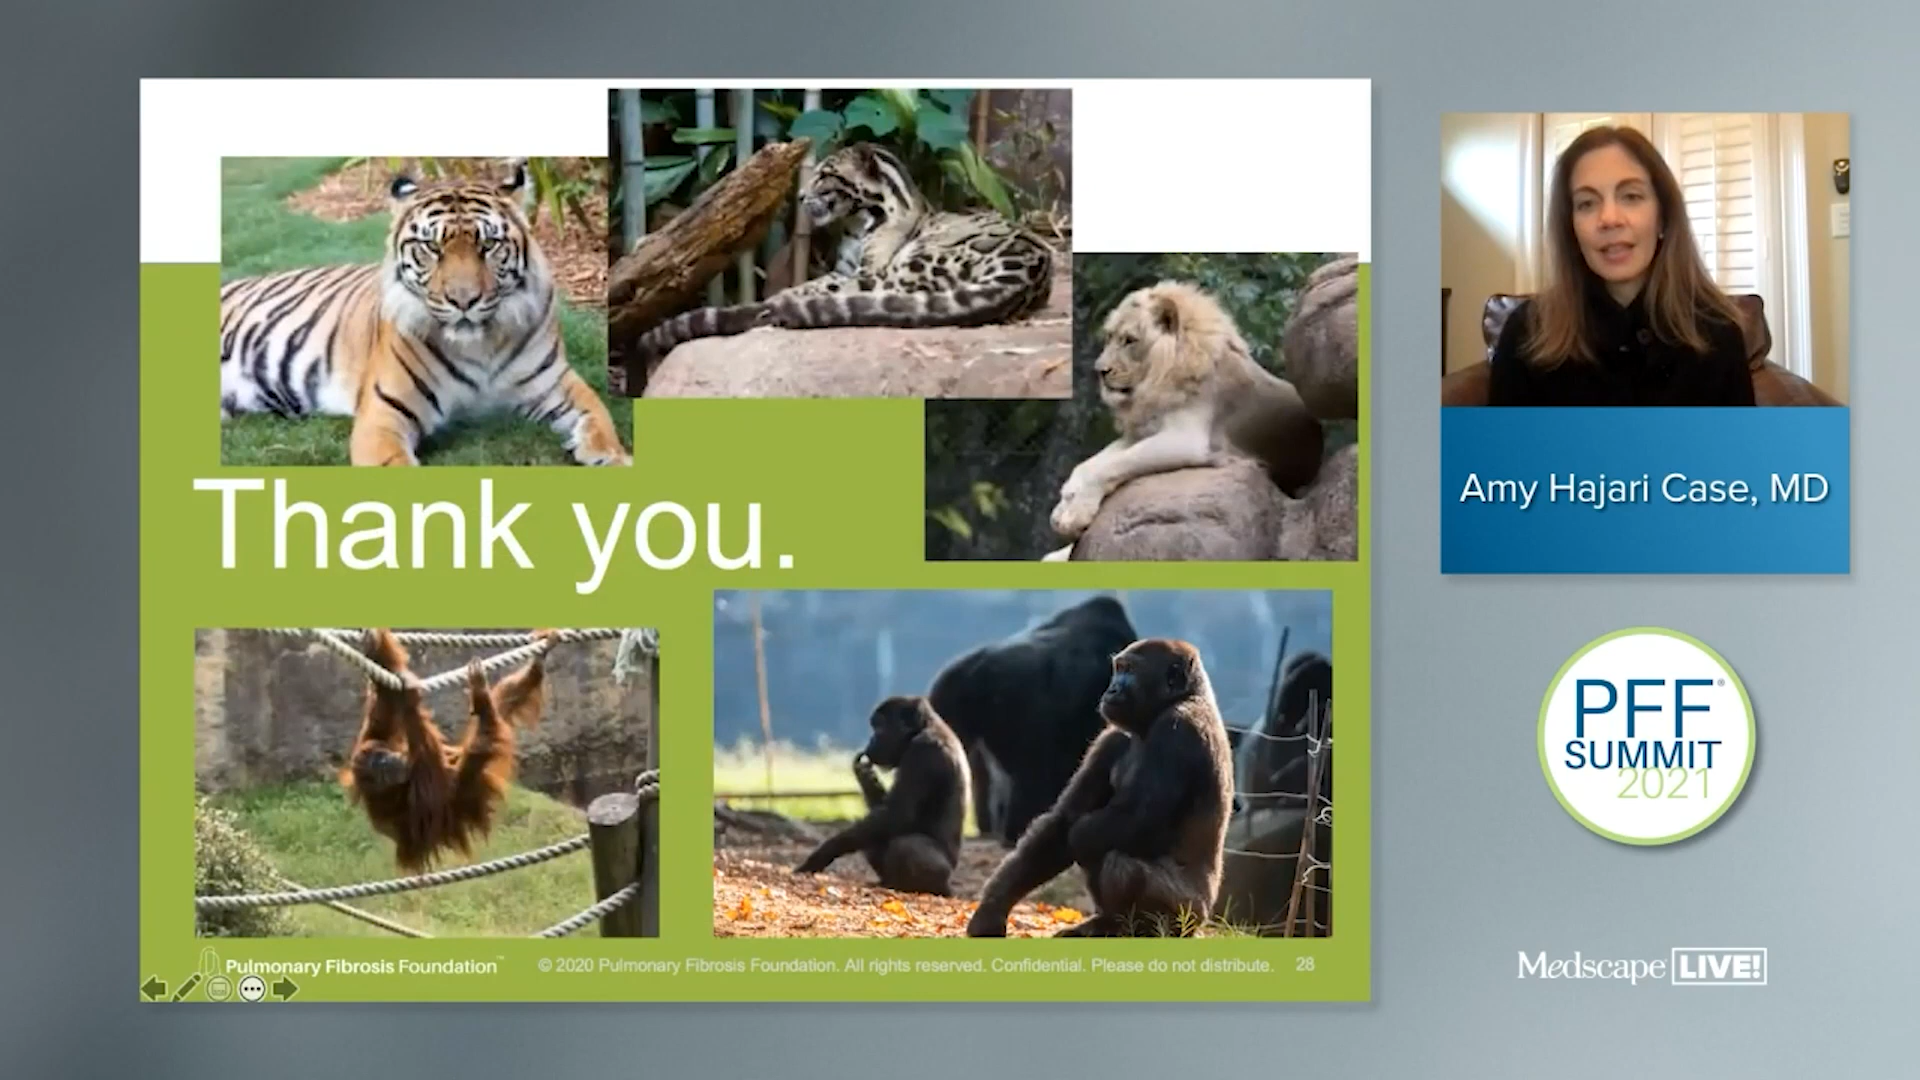 Thank you.
Pulmonary Fibrosis Foundation™
© 2020 Pulmonary Fibrosis Foundation. All rights reserved. Confidential. Please do not distribute.
28
Amy Hajari Case, MD
PFF®
SUMMIT
2021
Medscape LIVE!